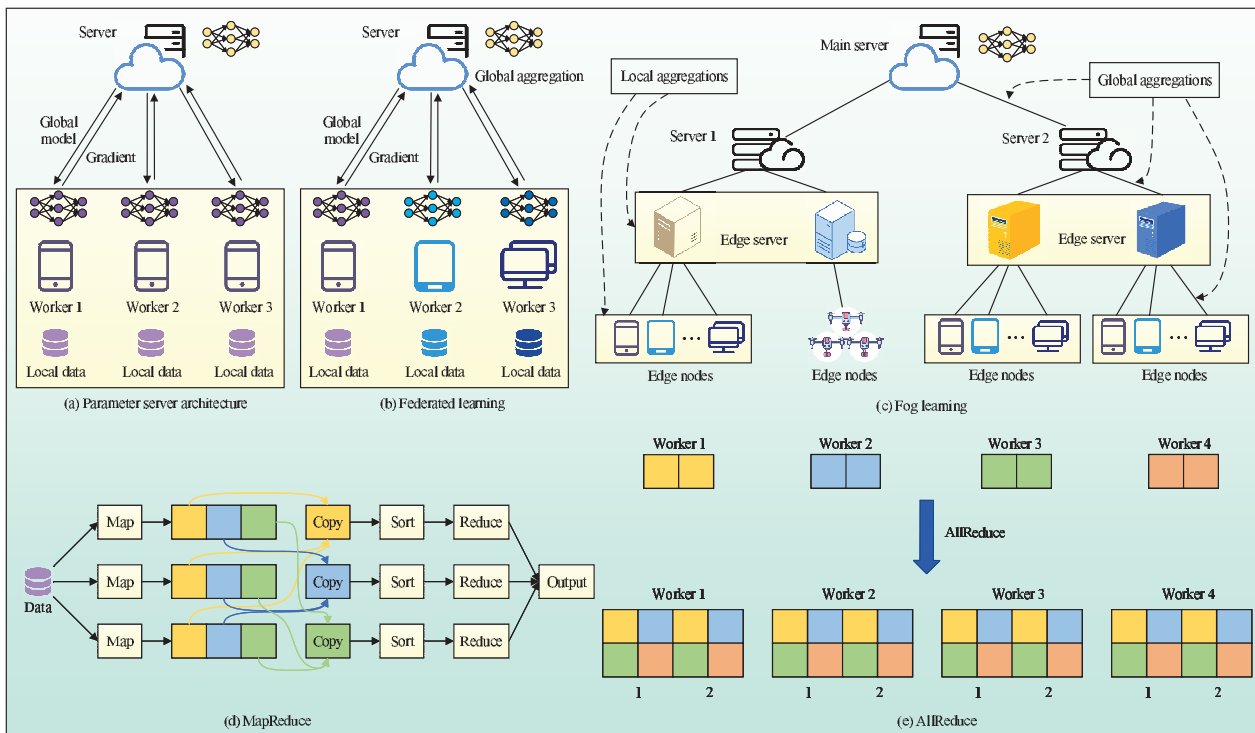 Server
Global
model
Gradient
Worker 1
Worker 2
Worker 3
Local data
Local data
Local data
(a) Parameter server architecture
Server
Global aggregation
Global
model
Gradient
Worker 1
Worker 2
Worker 3
Local data
Local data
Local data
(b) Federated learning
Main server
Local aggregations
Global aggregations
Server 1
Server 2
Edge server
Edge server
...
...
...
Edge nodes
Edge nodes
Edge nodes
Edge nodes
(c) Fog learning
Data
Map
Copy
Sort
Reduce
Map
Copy
Sort
Reduce
Output
Map
Copy
Sort
Reduce
(d) MapReduce
Worker 1
Worker 2
Worker 3
Worker 4
AllReduce
Worker 1
Worker 2
Worker 3
Worker 4
1
2
1
2
1
2
1
2
(e) AllReduce